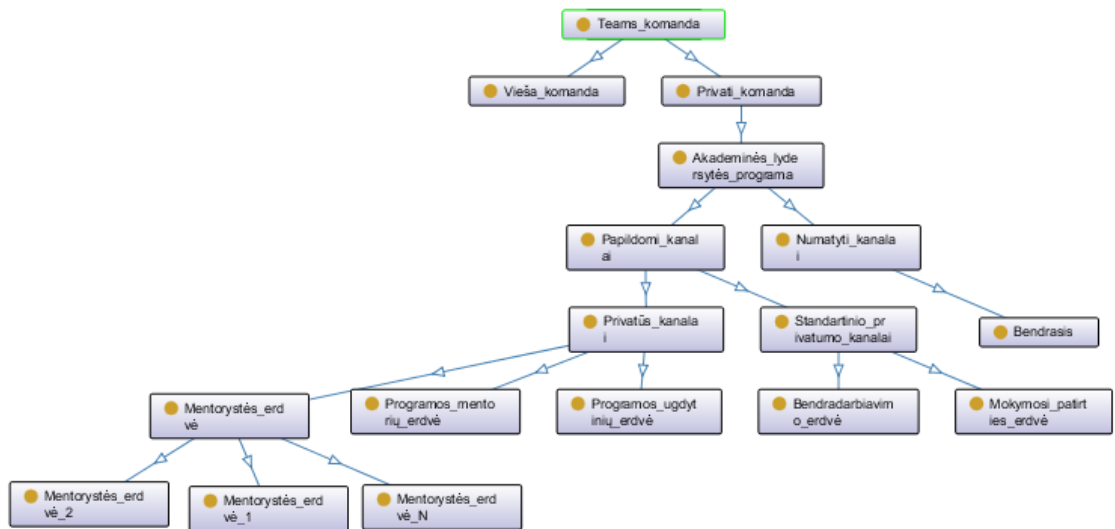 Teams_komanda
Vieša_komanda
Privati_komanda
Akademinės_lyde
rsytės_programa
Papildomi_kanal
ai
Numatyti_kanala
i
Privatūs_kanala
i
Standartinio_pr
ivatumo_kanalai
Bendrasis
Mentorystės_erd
vė
Programos_mento
rių_erdvė
Programos_ugdyt
inių_erdvė
Bendradarbiavim
o_erdvė
Mokymosi_patirt
ies_erdvė
Mentorystės_erd
vė_2
Mentorystės_erd
vė_1
Mentorystės_erd
vė_N